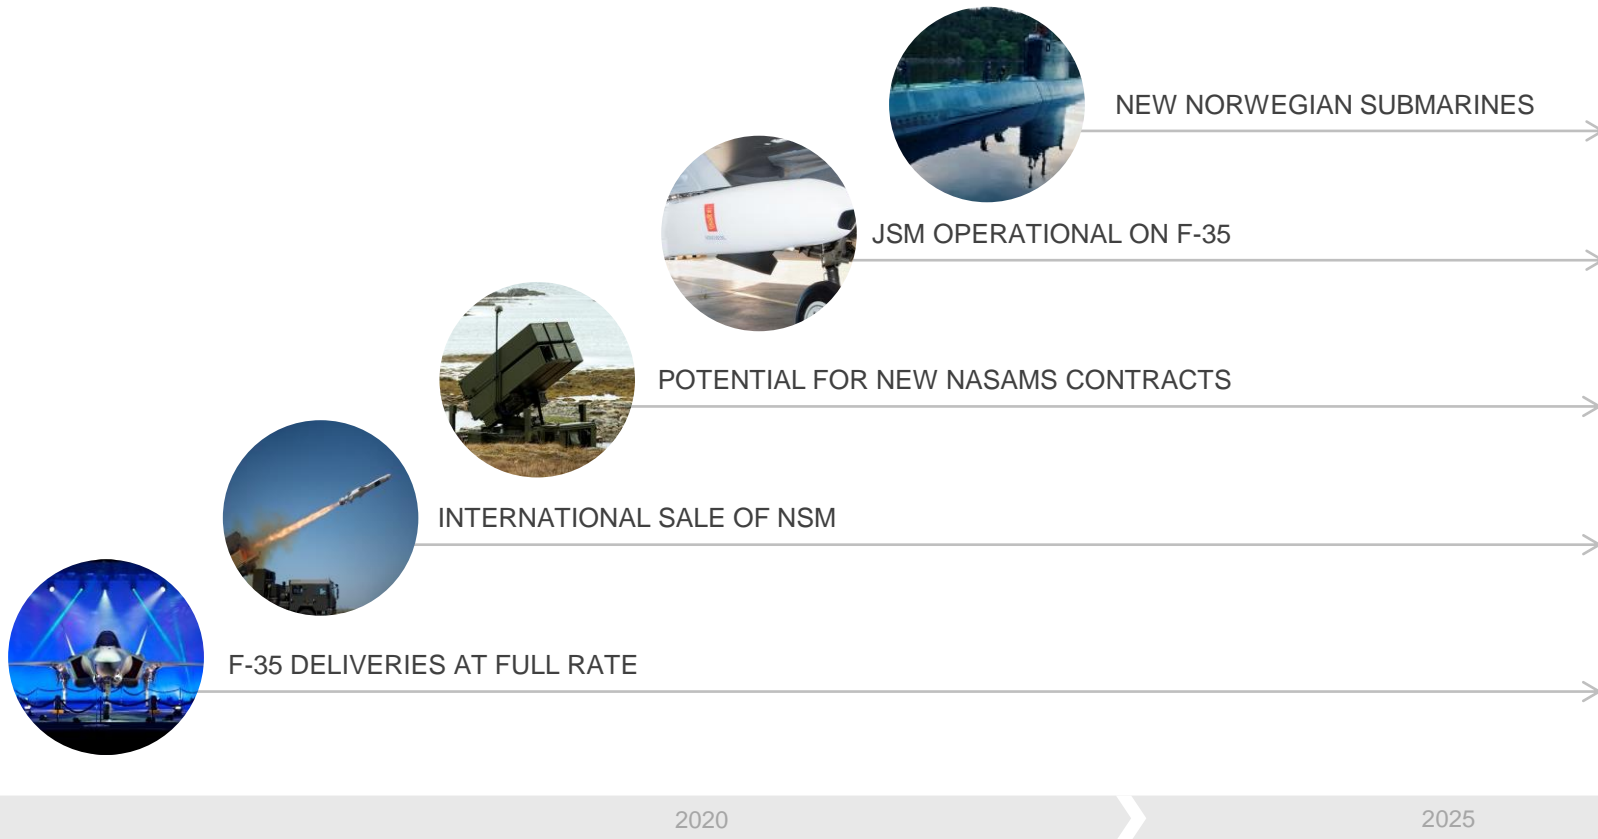 NEW NORWEGIAN SUBMARINES
JSM OPERATIONAL ON F-35
POTENTIAL FOR NEW NASAMS CONTRACTS
INTERNATIONAL SALE OF NSM
F-35 DELIVERIES AT FULL RATE
2020
2025